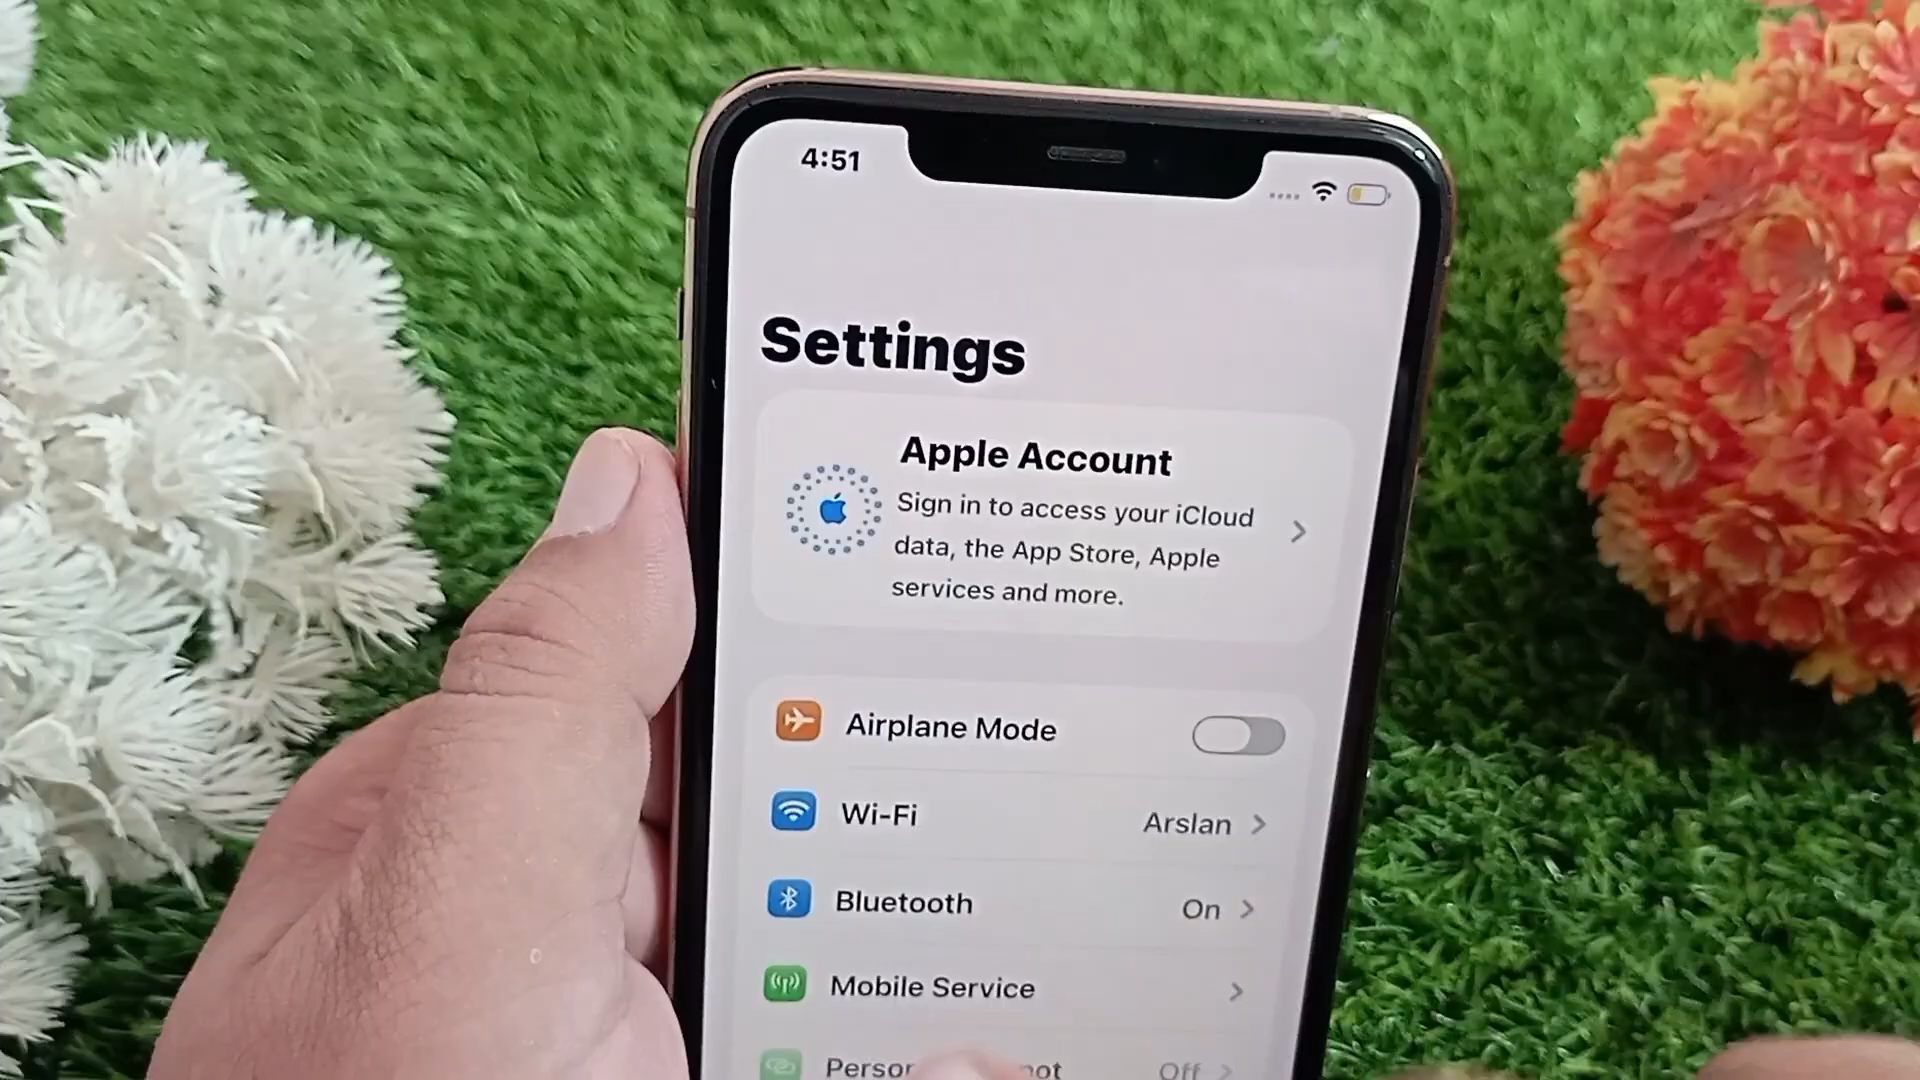 4:51
Settings
Apple Account
Sign in to access your iCloud
data, the App Store, Apple
services and more.
Airplane Mode
Wi-Fi Arslan
Bluetooth On
Mobile Service
Off